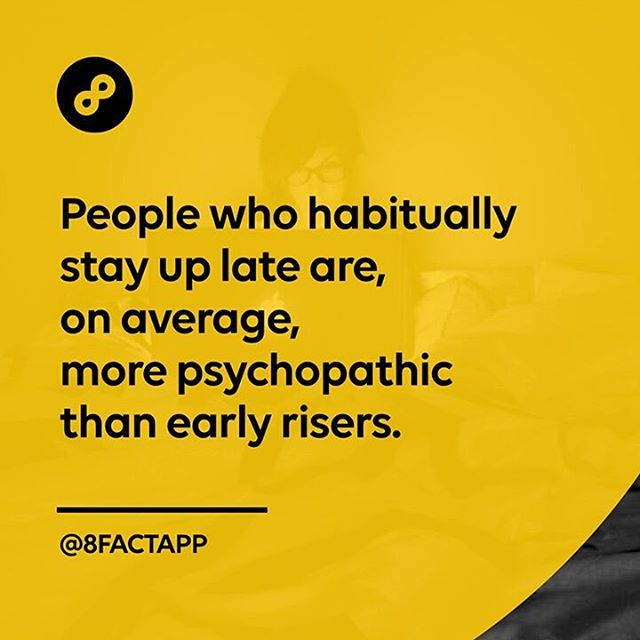 People who habitually
stay up late are,
on average,
more psychopathic
than early risers.
@8FACTAPP